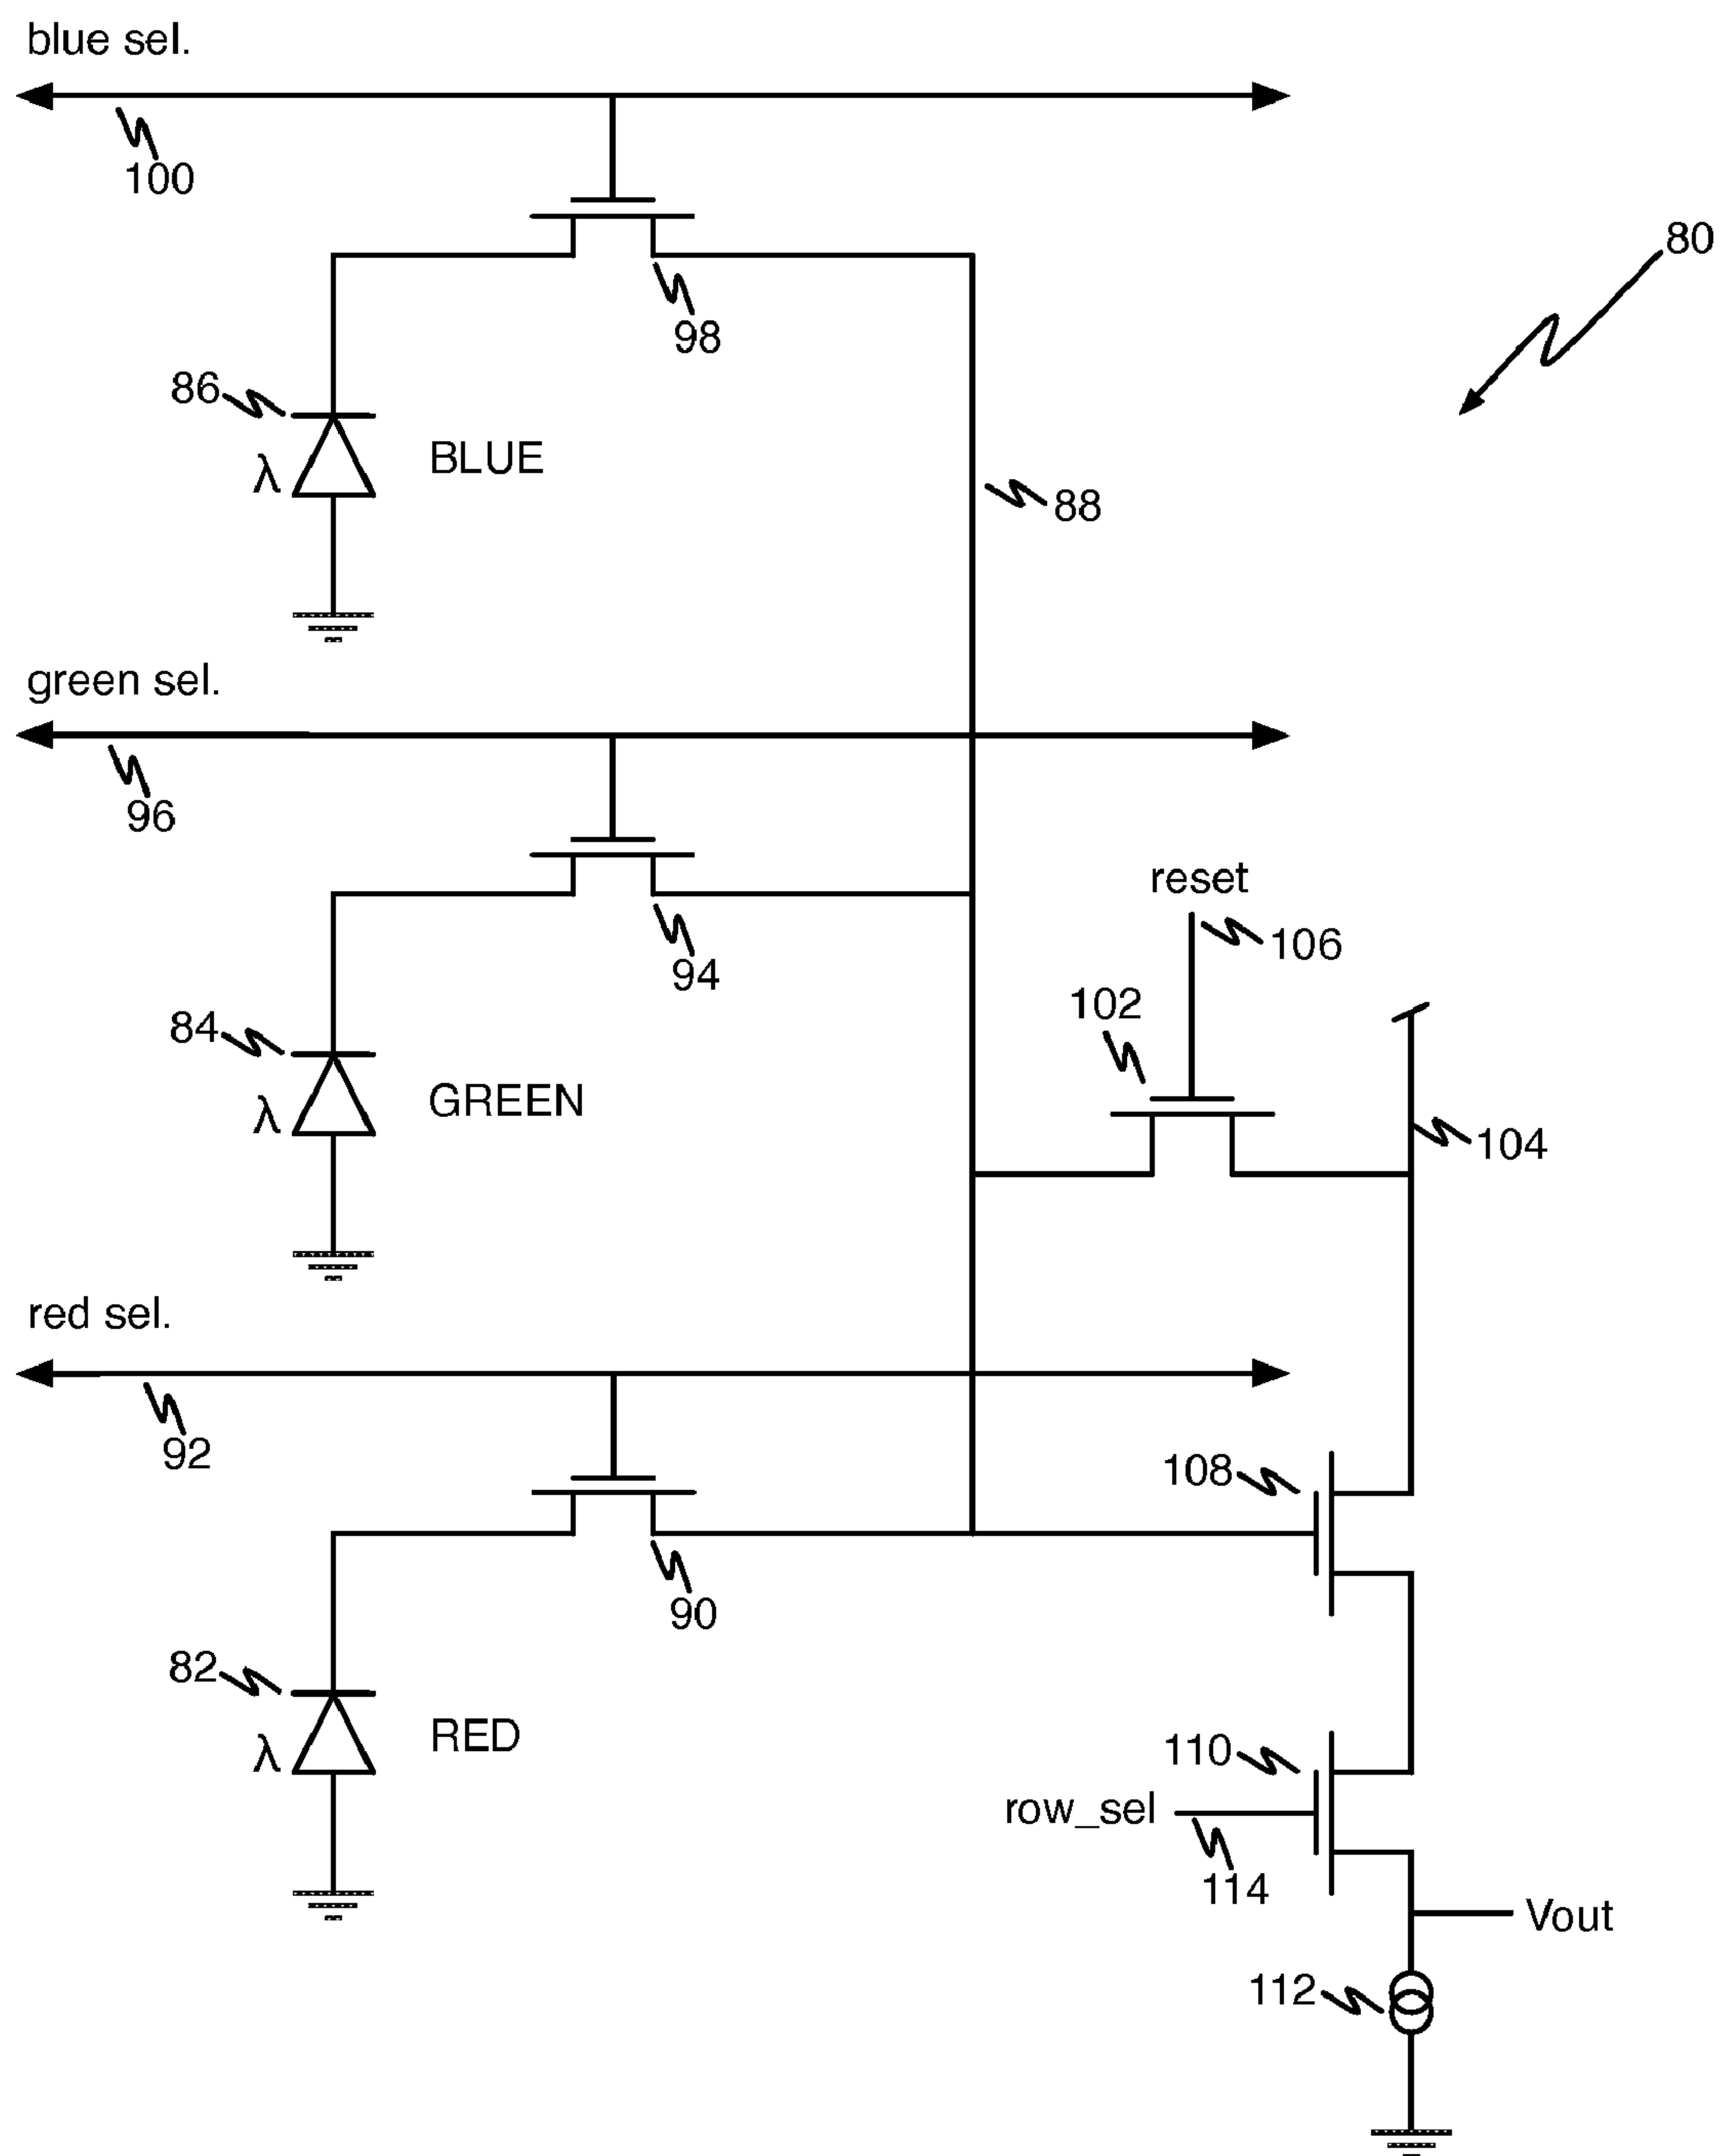 blue sel.
100
80
98
86
λ
BLUE
88
green sel.
96
reset
106
94
102
84
λ
GREEN
104
red sel.
92
108
90
82
λ
RED
110
row_sel
114
Vout
112